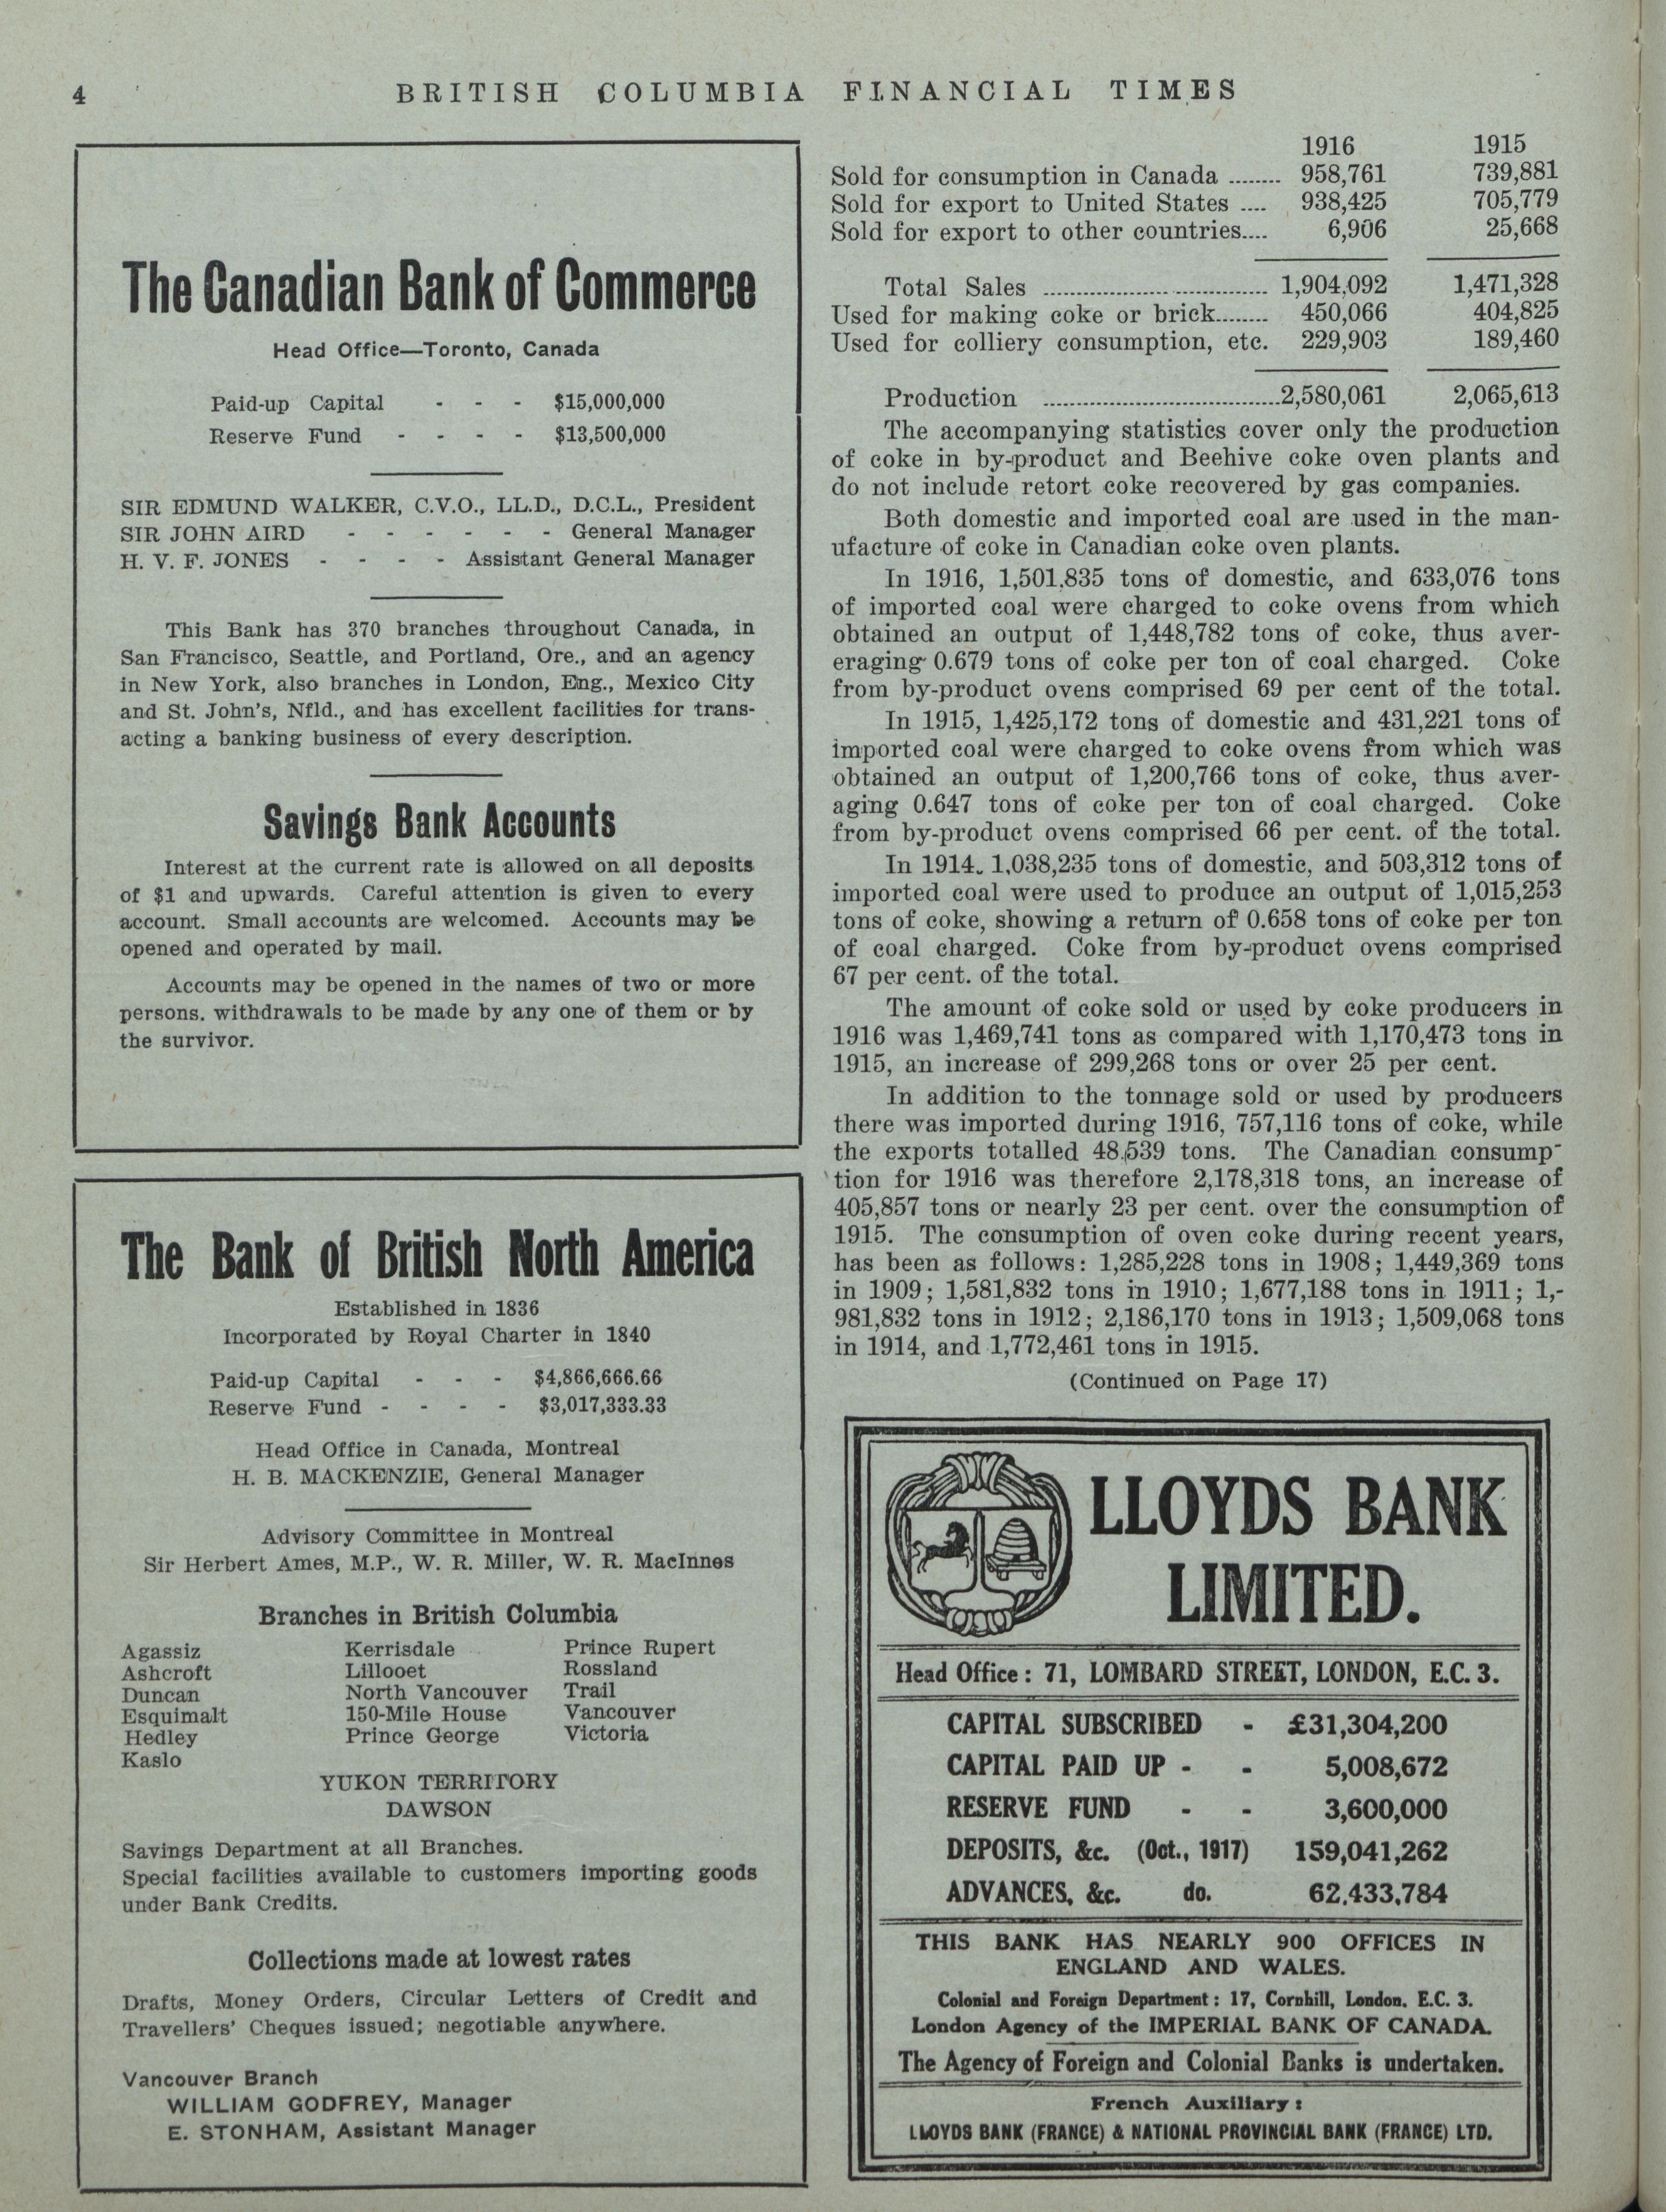 4 BRITISH COLUMBIA FINANCIAL TIMES
The Canadian Bank of Commerce
Head Office—Toronto, Canada
Paid-up Capital - - - $15,000,000
Reserve Fund - - - - $13,500,000
SIR EDMUND WALKER, C.V.O., LL.D., D.C.L., President
SIR JOHN AIRD - - - - - - General Manager
H. V. F. JONES - - - - Assistant General Manager
This Bank has 370 branches throughout Canada, in
San Francisco, Seattle, and Portland, Ore., and an agency
in New York, also branches in London, Eng., Mexico City
and St. John's, Nfld., and has excellent facilities for trans-
acting a banking business of every description.
Savings Bank Accounts
Interest at the current rate is allowed on all deposits
of $1 and upwards. Careful attention is given to every
account. Small accounts are welcomed. Accounts may be
opened and operated by mail.
Accounts may be opened in the names of two or more
persons. withdrawals to be made by any one of them or by
the survivor.
The Bank of British North America
Established in 1836
Incorporated by Royal Charter in 1840
Paid-up Capital - - - $4,866,666.66
Reserve Fund - - - - $3,017,333.33
Head Office in Canada, Montreal
H. B. MACKENZIE, General Manager
Advisory Committee in Montreal
Sir Herbert Ames, M.P., W. R. Miller, W. R. MacInnes
Branches in British Columbia
Agassiz Kerrisdale Prince Rupert
Ashcroft Lillooet Rossland
Duncan North Vancouver Trail
Esquimalt 150-Mile House Vancouver
Hedley Prince George Victoria
Kaslo
YUKON TERRITORY
DAWSON
Savings Department at all Branches.
Special facilities available to customers importing goods
under Bank Credits.
Collections made at lowest rates
Drafts, Money Orders, Circular Letters of Credit and
Travellers' Cheques issued; negotiable anywhere.
Vancouver Branch
WILLIAM GODFREY, Manager
E. STONHAM, Assistant Manager
1916 1915
Sold for consumption in Canada ........ 958,761 739,881
Sold for export to United States .... 938,425 705,779
Sold for export to other countries.... 6,906 25,668
Total Sales ........................ 1,904,092 1,471,328
Used for making coke or brick........ 450,066 404,825
Used for colliery consumption, etc. 229,903 189,460
Production ........................2,580,061 2,065,613
The accompanying statistics cover only the production
of coke in by-product and Beehive coke oven plants and
do not include retort coke recovered by gas companies.
Both domestic and imported coal are used in the man-
ufacture of coke in Canadian coke oven plants.
In 1916, 1,501,835 tons of domestic, and 633,076 tons
of imported coal were charged to coke ovens from which
obtained an output of 1,448,782 tons of coke, thus aver-
eraging 0.679 tons of coke per ton of coal charged. Coke
from by-product ovens comprised 69 per cent of the total.
In 1915, 1,425,172 tons of domestic and 431,221 tons of
imported coal were charged to coke ovens from which was
obtained an output of 1,200,766 tons of coke, thus aver-
aging 0.647 tons of coke per ton of coal charged. Coke
from by-product ovens comprised 66 per cent. of the total.
In 1914. 1,038,235 tons of domestic, and 503,312 tons of
imported coal were used to produce an output of 1,015,253
tons of coke, showing a return of 0.658 tons of coke per ton
of coal charged. Coke from by-product ovens comprised
67 per cent. of the total.
The amount of coke sold or used by coke producers in
1916 was 1,469,741 tons as compared with 1,170,473 tons in
1915, an increase of 299,268 tons or over 25 per cent.
In addition to the tonnage sold or used by producers
there was imported during 1916, 757,116 tons of coke, while
the exports totalled 48,539 tons. The Canadian consump-
tion for 1916 was therefore 2,178,318 tons, an increase of
405,857 tons or nearly 23 per cent. over the consumption of
1915. The consumption of oven coke during recent years,
has been as follows: 1,285,228 tons in 1908; 1,449,369 tons
in 1909; 1,581,832 tons in 1910; 1,677,188 tons in 1911; 1,-
981,832 tons in 1912; 2,186,170 tons in 1913; 1,509,068 tons
in 1914, and 1,772,461 tons in 1915.
(Continued on Page 17)
LLOYDS BANK
LIMITED.
Head Office: 71, LOMBARD STREET, LONDON, E.C. 3.
CAPITAL SUBSCRIBED - £31,304,200
CAPITAL PAID UP - - 5,008,672
RESERVE FUND - - 3,600,000
DEPOSITS, &c. (Oct., 1917) 159,041,262
ADVANCES, &c. do. 62,433,784
THIS BANK HAS NEARLY 900 OFFICES IN
ENGLAND AND WALES.
Colonial and Foreign Department: 17, Cornhill, London. E.C. 3.
London Agency of the IMPERIAL BANK OF CANADA.
The Agency of Foreign and Colonial Banks is undertaken.
French Auxiliary:
LLOYDS BANK (FRANCE) & NATIONAL PROVINCIAL BANK (FRANCE) LTD.